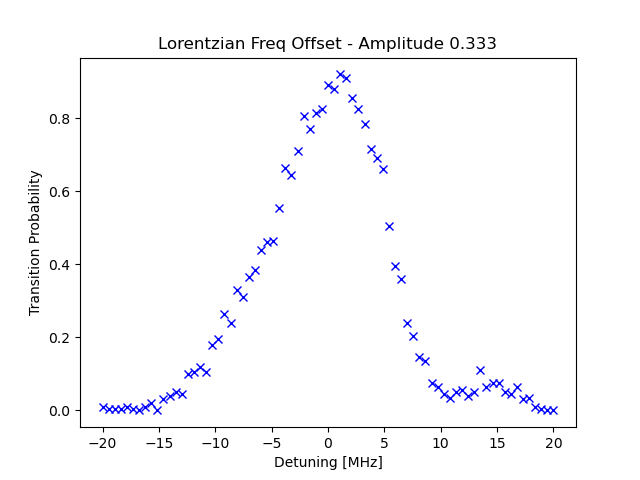 Lorentzian Freq Offset - Amplitude 0.333
Transition Probability
0.8
0.6
0.4
0.2
0.0
−20 −15 −10 −5 0 5 10 15 20
Detuning [MHz]